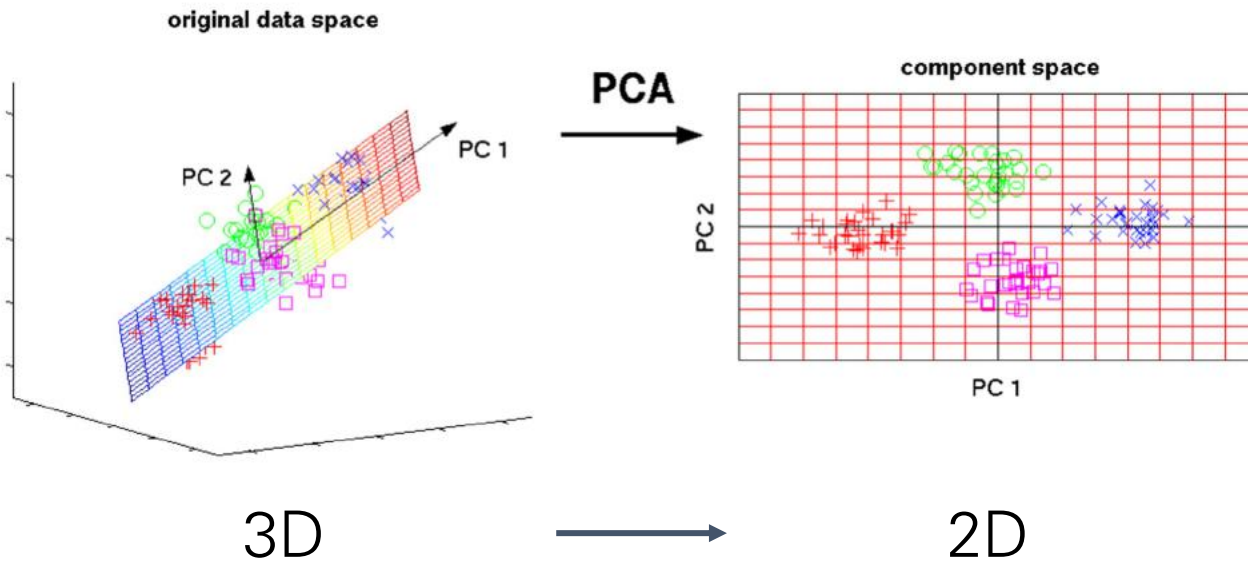 original data space
PC 1
PC 2
PCA
component space
PC 2
PC 1
3D
2D